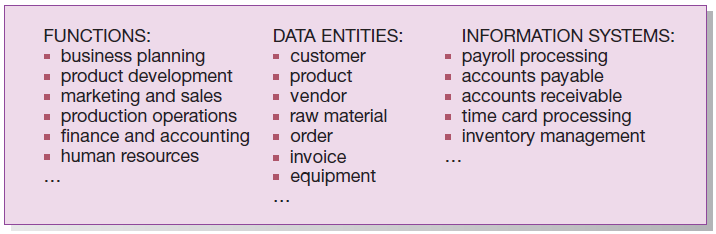 FUNCTIONS:
▪ business planning
▪ product development
▪ marketing and sales
▪ production operations
▪ finance and accounting
▪ human resources
...
DATA ENTITIES:
▪ customer
▪ product
▪ vendor
▪ raw material
▪ order
▪ invoice
▪ equipment
...
INFORMATION SYSTEMS:
▪ payroll processing
▪ accounts payable
▪ accounts receivable
▪ time card processing
▪ inventory management
...